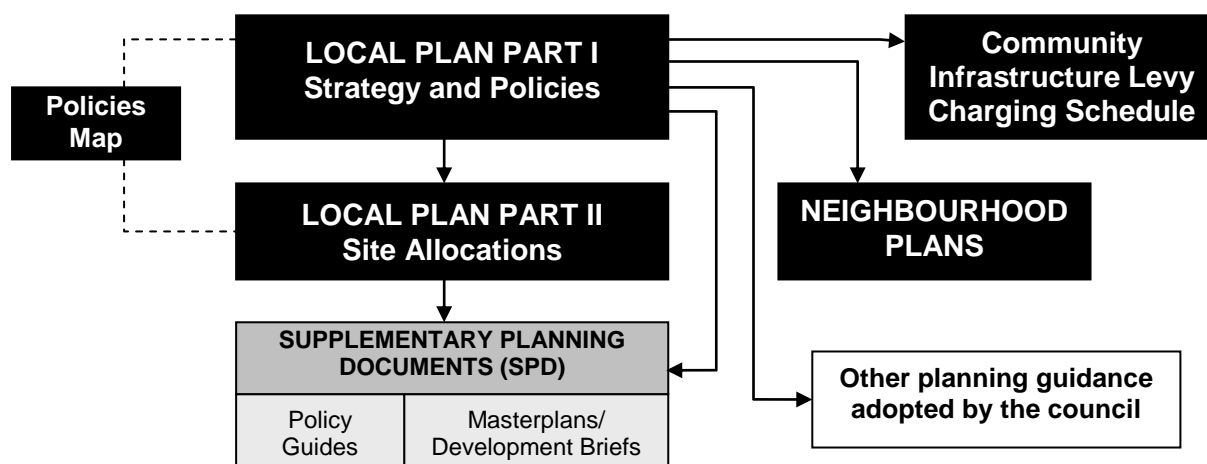 LOCAL PLAN PART I
Strategy and Policies
Community
Infrastructure Levy
Charging Schedule
Policies
Map
LOCAL PLAN PART II
Site Allocations
NEIGHBOURHOOD
PLANS
SUPPLEMENTARY PLANNING
DOCUMENTS (SPD)
Policy
Guides
Masterplans/
Development Briefs
Other planning guidance
adopted by the council